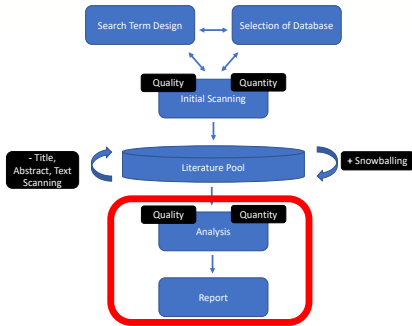 Search Term Design
Selection of Database
Quality
Quantity
Initial Scanning
- Title,
Abstract, Text
Scanning
Literature Pool
+ Snowballing
Quality
Quantity
Analysis
Report